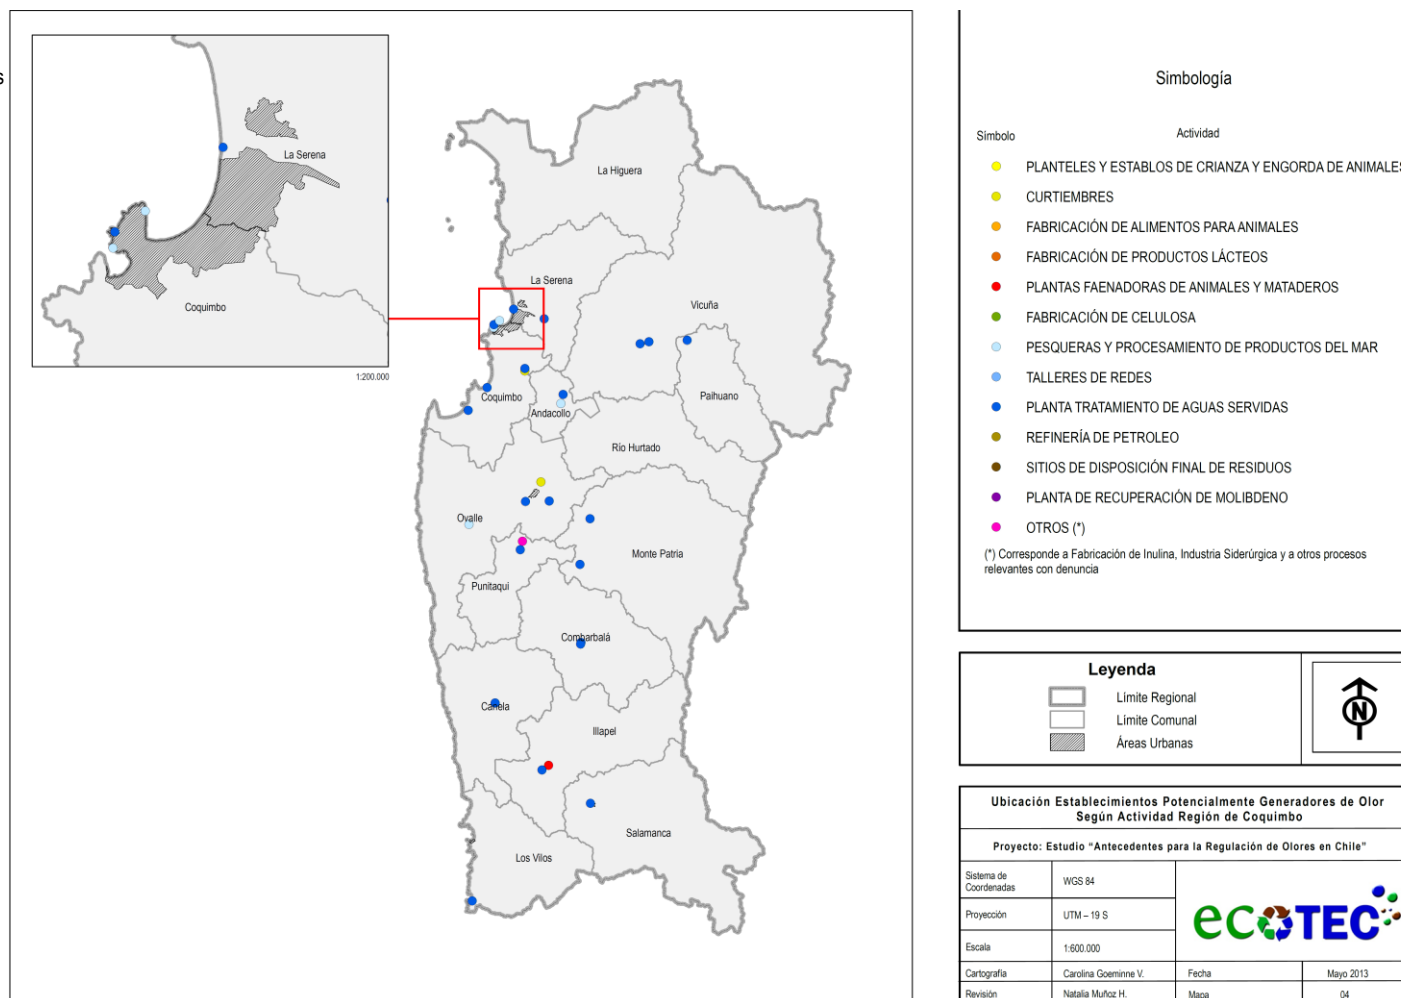 s
La Serena
Coquimbo
1:200.000
La Higuera
La Serena
Vicuña
Coquimbo
Andacollo
Paihuano
Río Hurtado
Ovalle
Monte Patria
Punitaqui
Combarbalá
Canela
Illapel
Salamanca
Los Vilos
Simbología
Símbolo
Actividad
PLANTELES Y ESTABLOS DE CRIANZA Y ENGORDA DE ANIMALES
CURTIEMBRES
FABRICACIÓN DE ALIMENTOS PARA ANIMALES
FABRICACIÓN DE PRODUCTOS LÁCTEOS
PLANTAS FAENADORAS DE ANIMALES Y MATADEROS
FABRICACIÓN DE CELULOSA
PESQUERAS Y PROCESAMIENTO DE PRODUCTOS DEL MAR
TALLERES DE REDES
PLANTA TRATAMIENTO DE AGUAS SERVIDAS
REFINERÍA DE PETROLEO
SITIOS DE DISPOSICIÓN FINAL DE RESIDUOS
PLANTA DE RECUPERACIÓN DE MOLIBDENO
OTROS (*)
(*) Corresponde a Fabricación de Inulina, Industria Siderúrgica y a otros procesos
relevantes con denuncia
Leyenda
Límite Regional
Límite Comunal
Áreas Urbanas
N
Ubicación Establecimientos Potencialmente Generadores de Olor
Según Actividad Región de Coquimbo
Proyecto: Estudio “Antecedentes para la Regulación de Olores en Chile”
Sistema de
Coordenadas
WGS 84
Proyección
UTM – 19 S
Escala
1:600.000
ecoTEC
Cartografía
Carolina Goeminne V.
Fecha
Mayo 2013
Revisión
Natalia Muñoz H.
Mapa
04